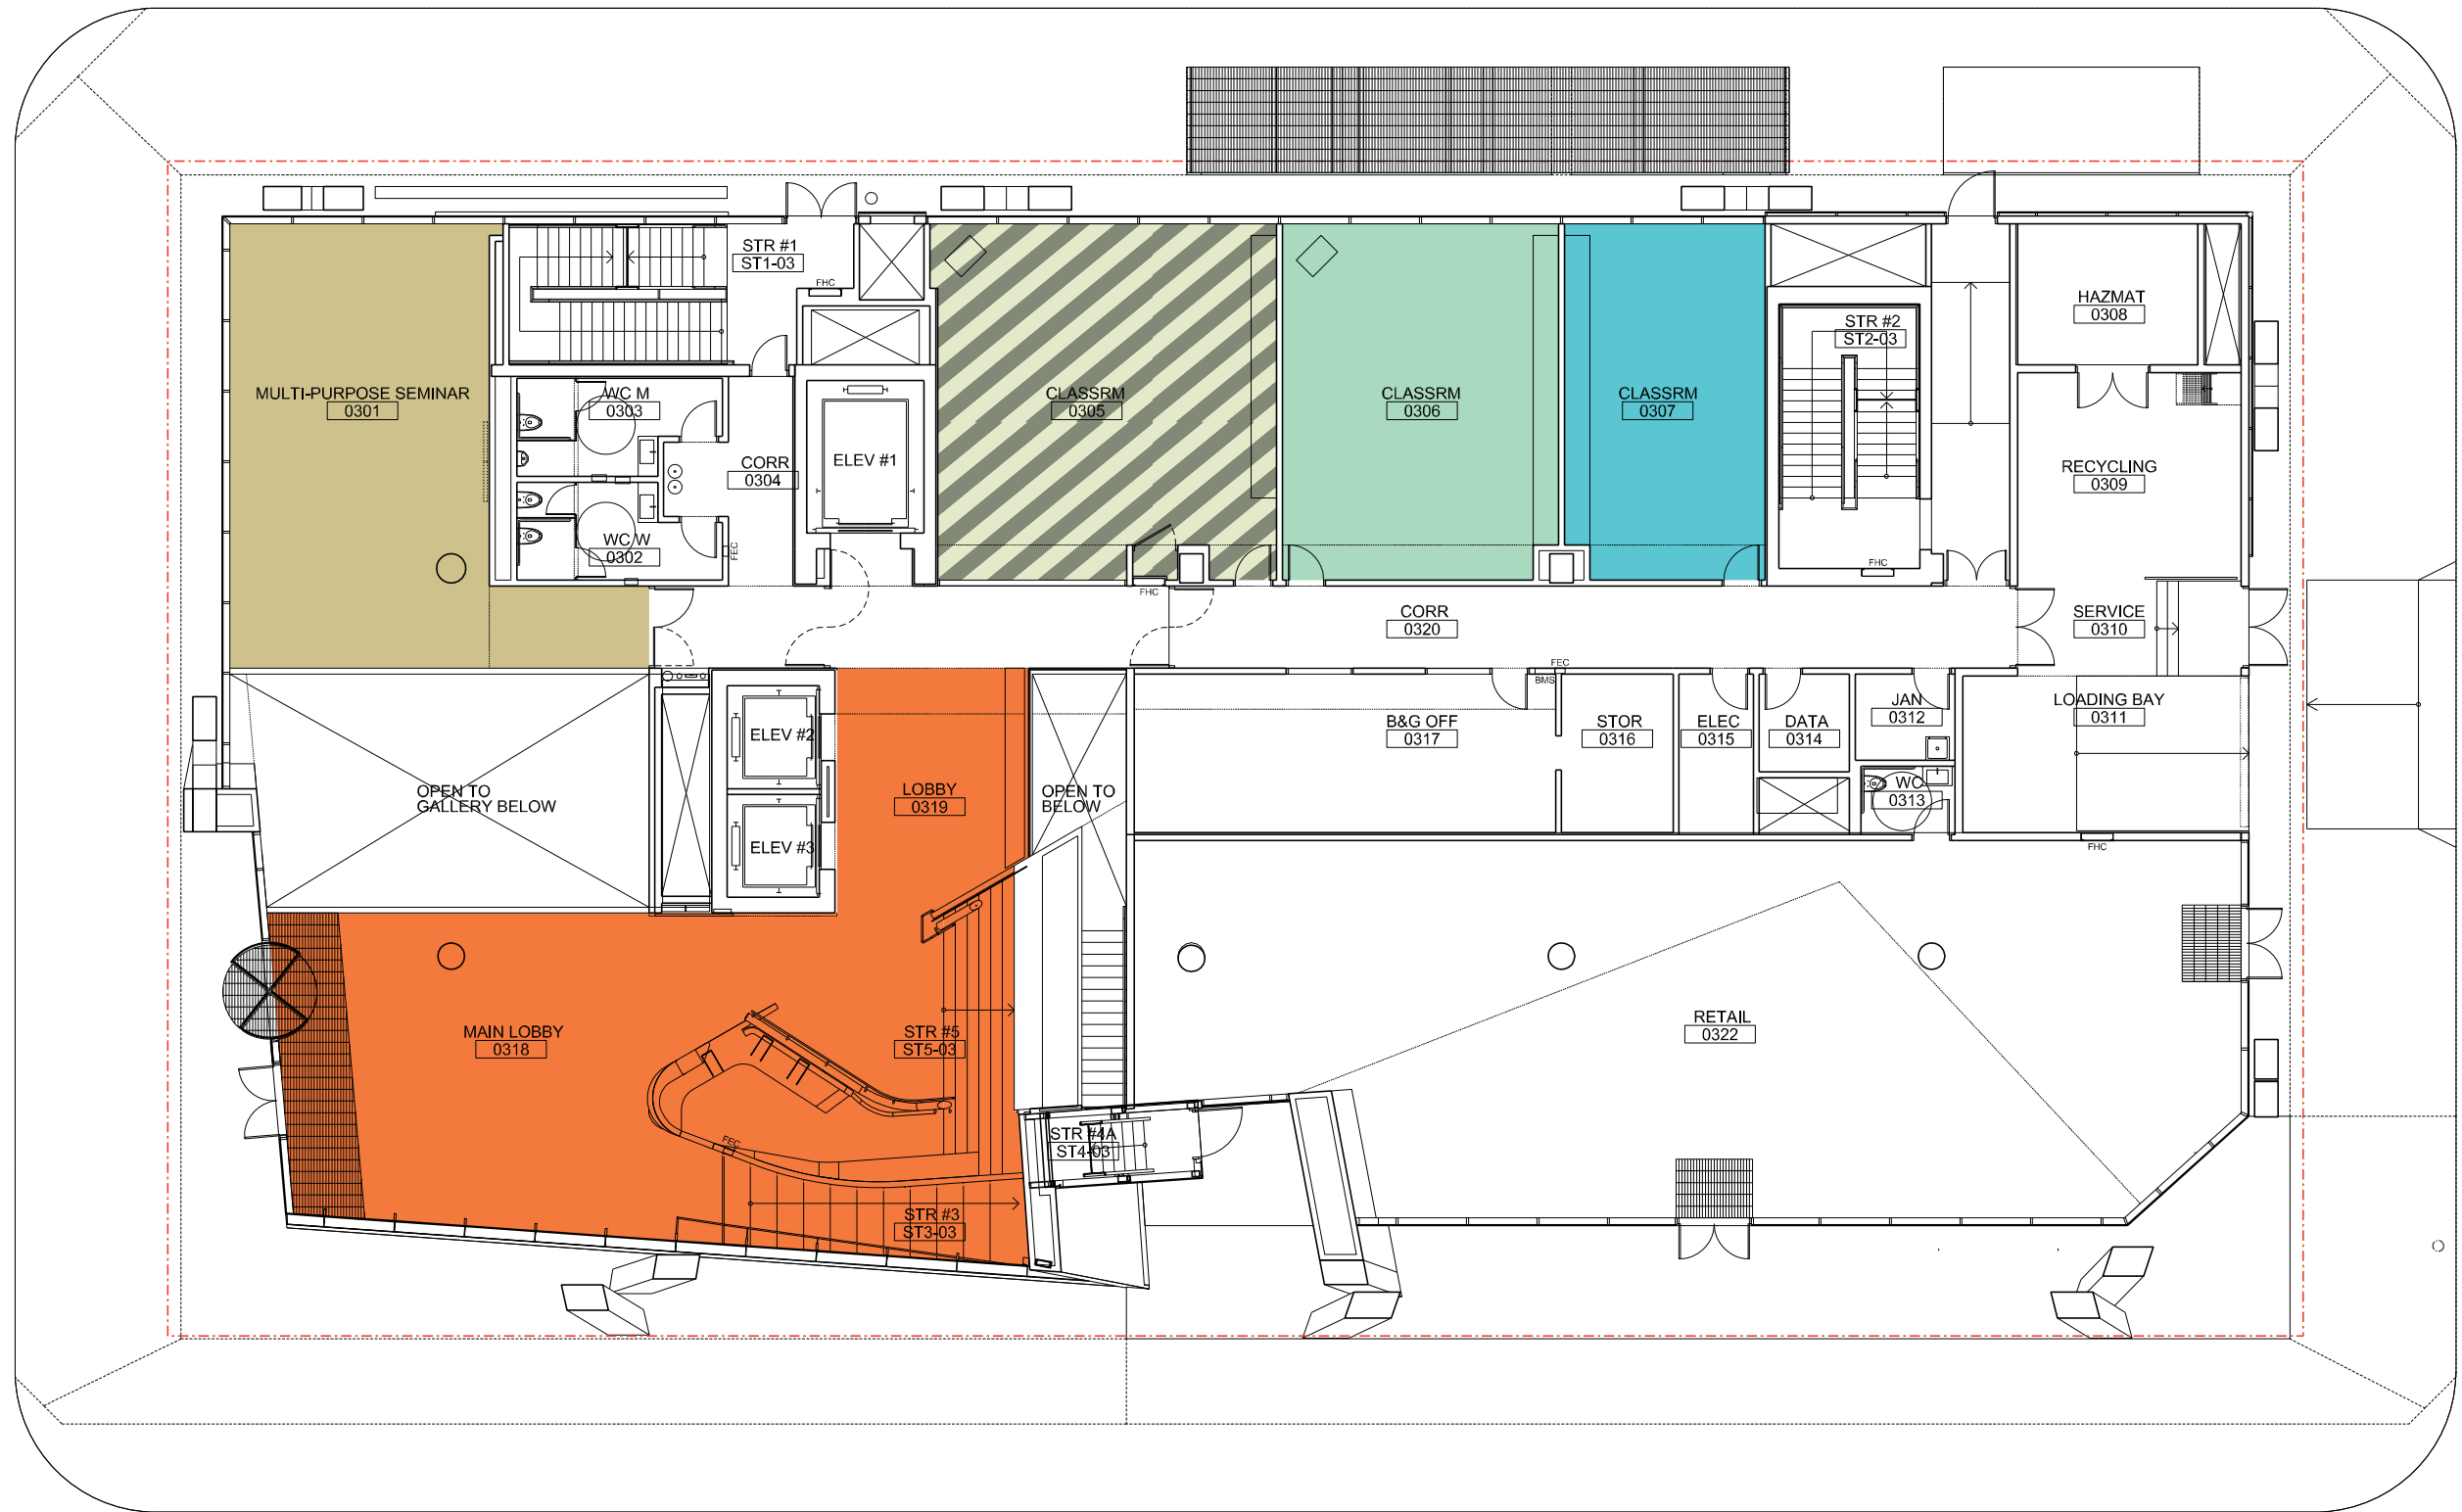 STR #1
ST1-03
FHC
HAZMAT
0308
STR #2
ST2-03
MULTI-PURPOSE SEMINAR
0301
WC M
0303
CLASSRM
0305
CLASSRM
0306
CLASSRM
0307
ELEV #1
CORR
0304
RECYCLING
0309
WC W
0302
FEC
FHC
FHC
CORR
0320
SERVICE
0310
FEC
BMS
B&G OFF
0317
STOR
0316
ELEC
0315
DATA
0314
JAN
0312
LOADING BAY
0311
ELEV #2
OPEN TO
GALLERY BELOW
LOBBY
0319
OPEN TO
BELOW
WC
0313
ELEV #3
FHC
MAIN LOBBY
0318
STR #5
ST5-03
RETAIL
0322
FEC
STR #4A
ST4-03
STR #3
ST3-03